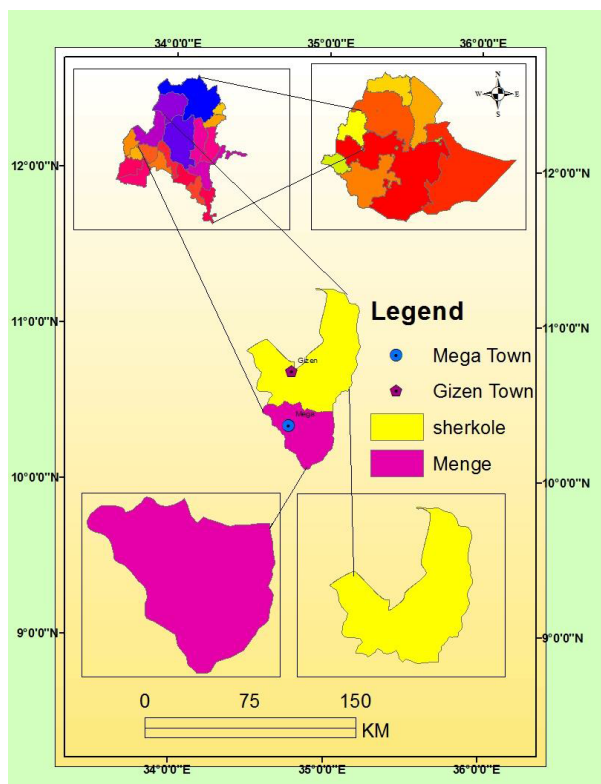 34°0'0"E 35°0'0"E 36°0'0"E
N
W E
S
12°0'0"N 12°0'0"N
11°0'0"N 11°0'0"N
Legend
Mega Town
Gizen
Gizen Town
sherkole
Mega
Menge
10°0'0"N 10°0'0"N
9°0'0"N 9°0'0"N
0 75 150
KM
34°0'0"E 35°0'0"E 36°0'0"E